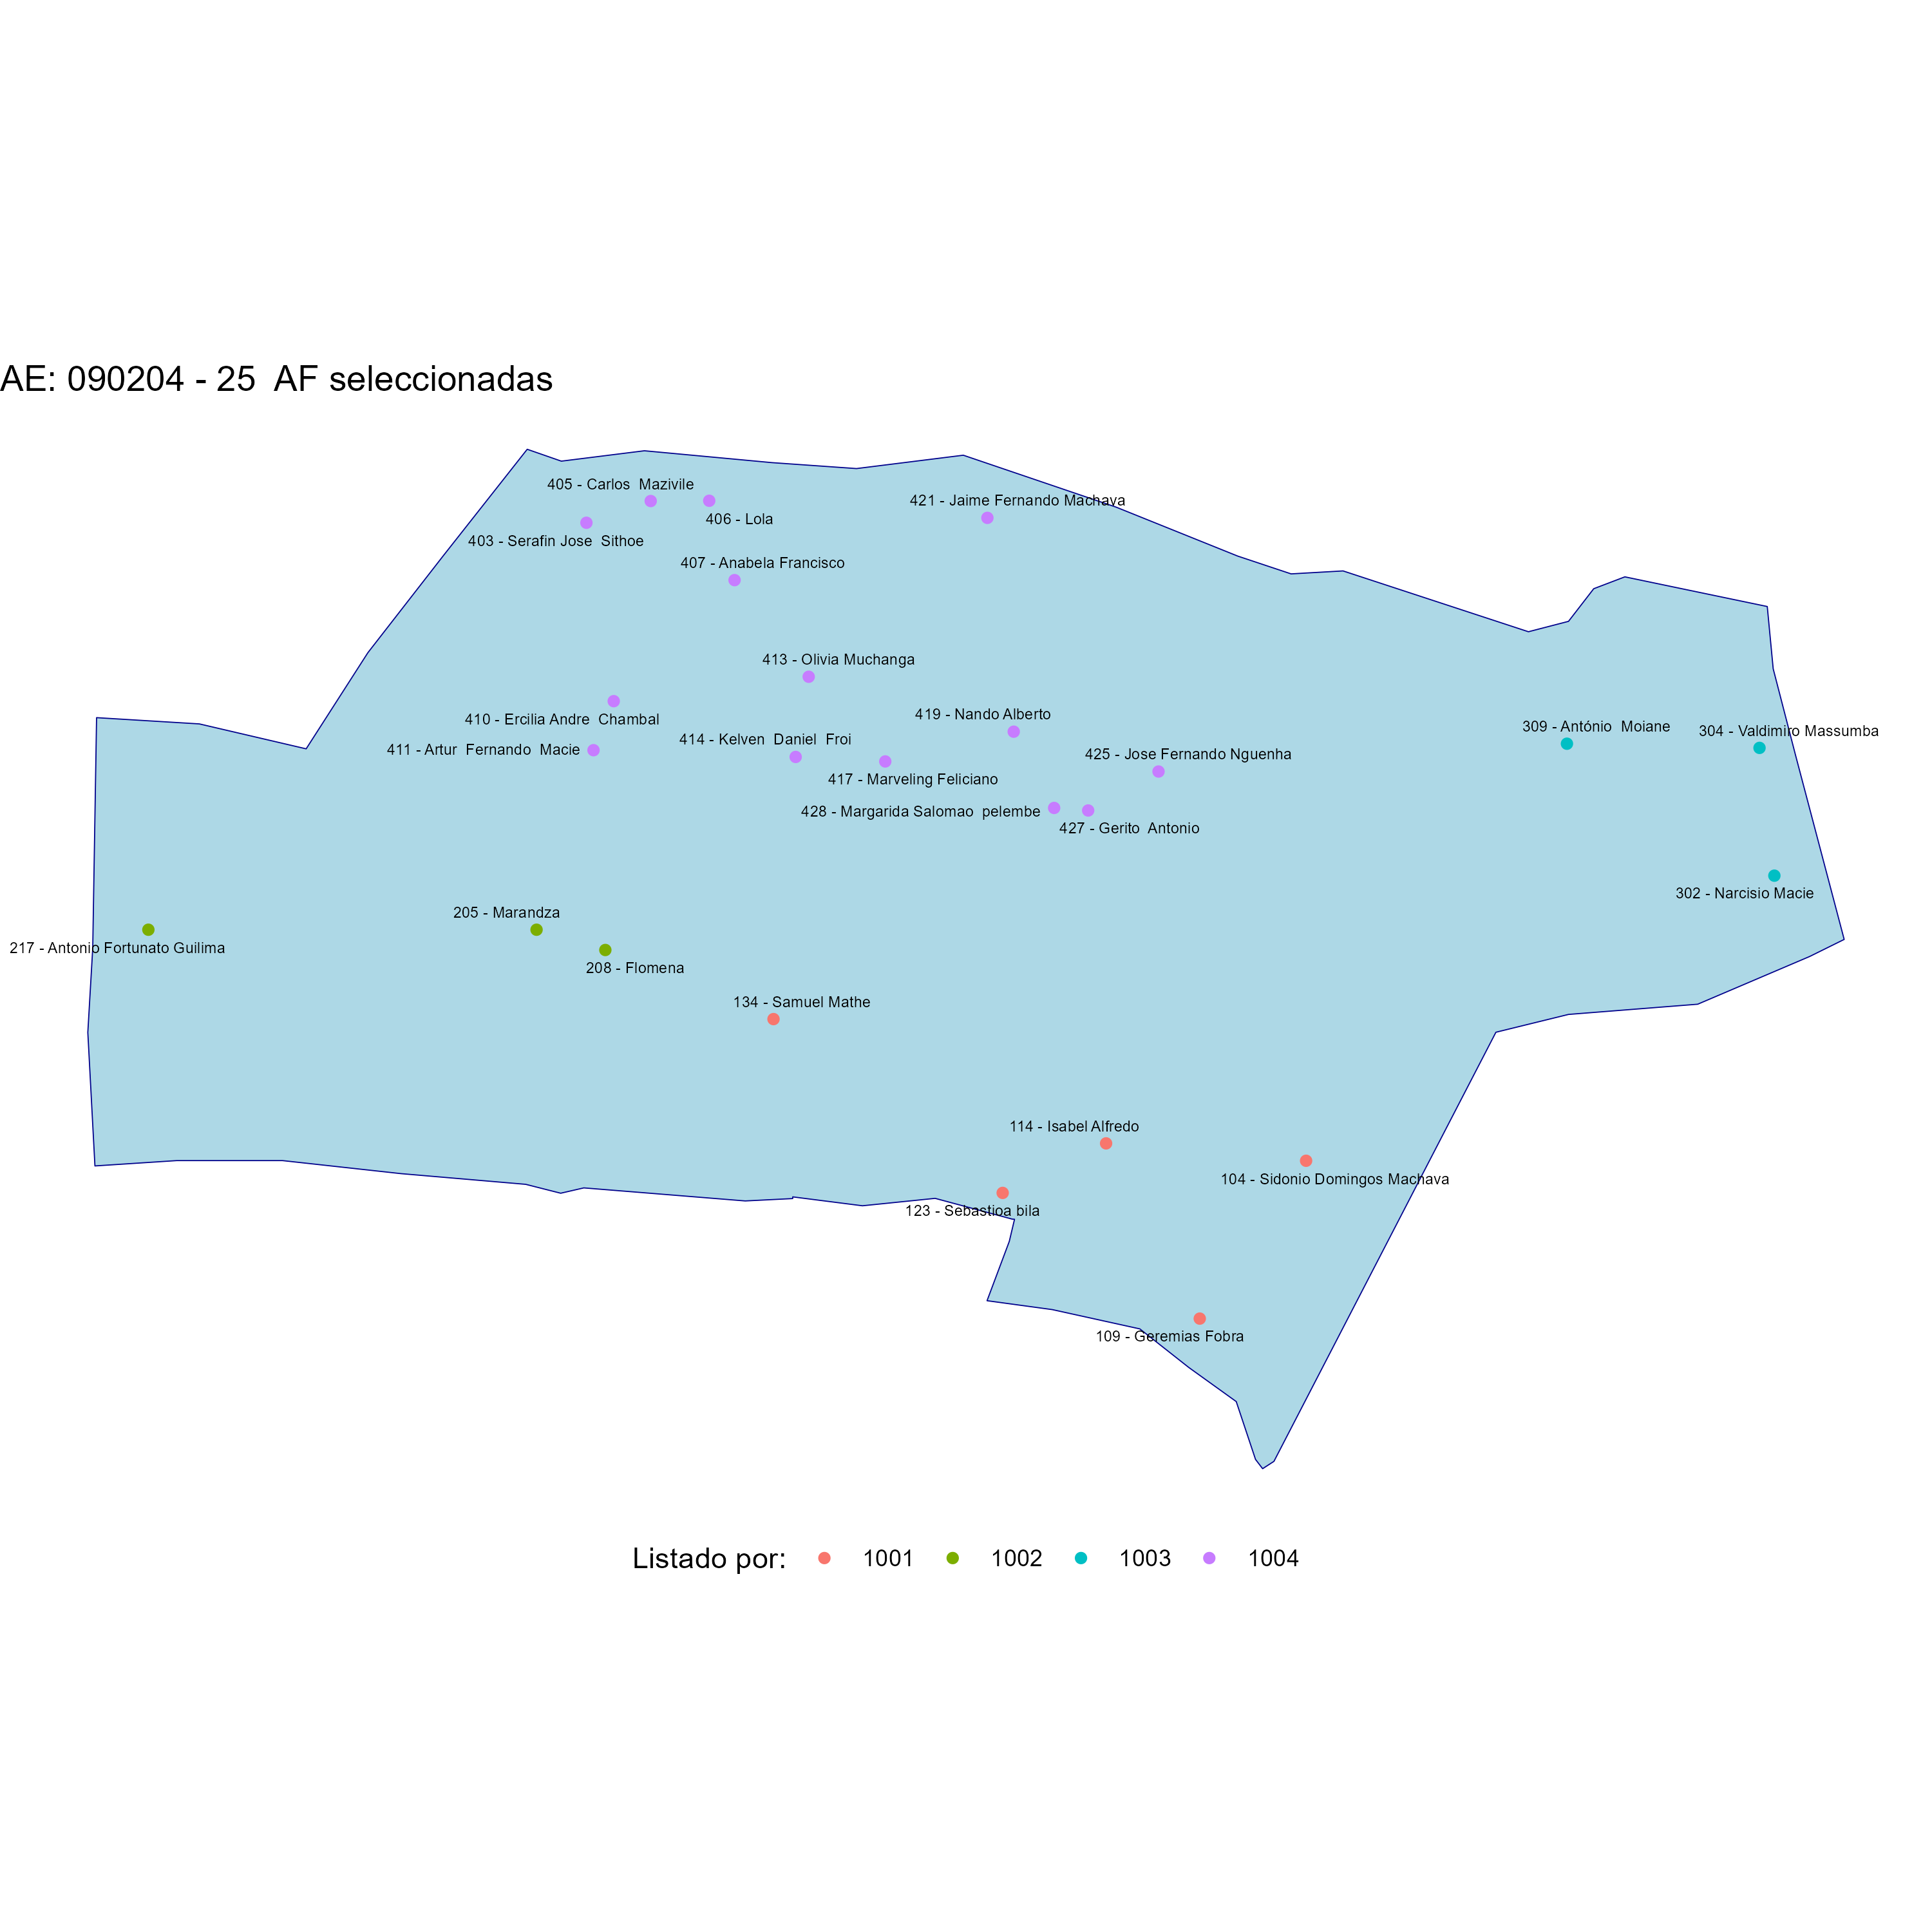 AE: 090204 - 25  AF seleccionadas
405 - Carlos  Mazivile
421 - Jaime Fernando Machava
406 - Lola
403 - Serafin Jose  Sithoe
407 - Anabela Francisco
413 - Olivia Muchanga
419 - Nando Alberto
410 - Ercilia Andre  Chambal
309 - António  Moiane
304 - Valdimiro Massumba
414 - Kelven  Daniel  Froi
411 - Artur  Fernando  Macie
425 - Jose Fernando Nguenha
417 - Marveling Feliciano
428 - Margarida Salomao  pelembe
427 - Gerito  Antonio
302 - Narcisio Macie
205 - Marandza
217 - Antonio Fortunato Guilima
208 - Flomena
134 - Samuel Mathe
114 - Isabel Alfredo
104 - Sidonio Domingos Machava
123 - Sebastioa bila
109 - Geremias Fobra
Listado por: 1001 1002 1003 1004